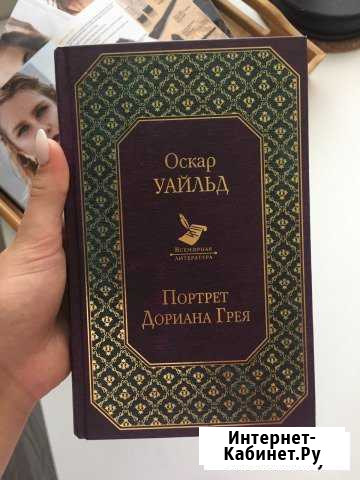 Оскар
УАЙЛЬД
Всемирная
литература
Портрет
Дориана Грея
Интернет-
Кабинет.Ру